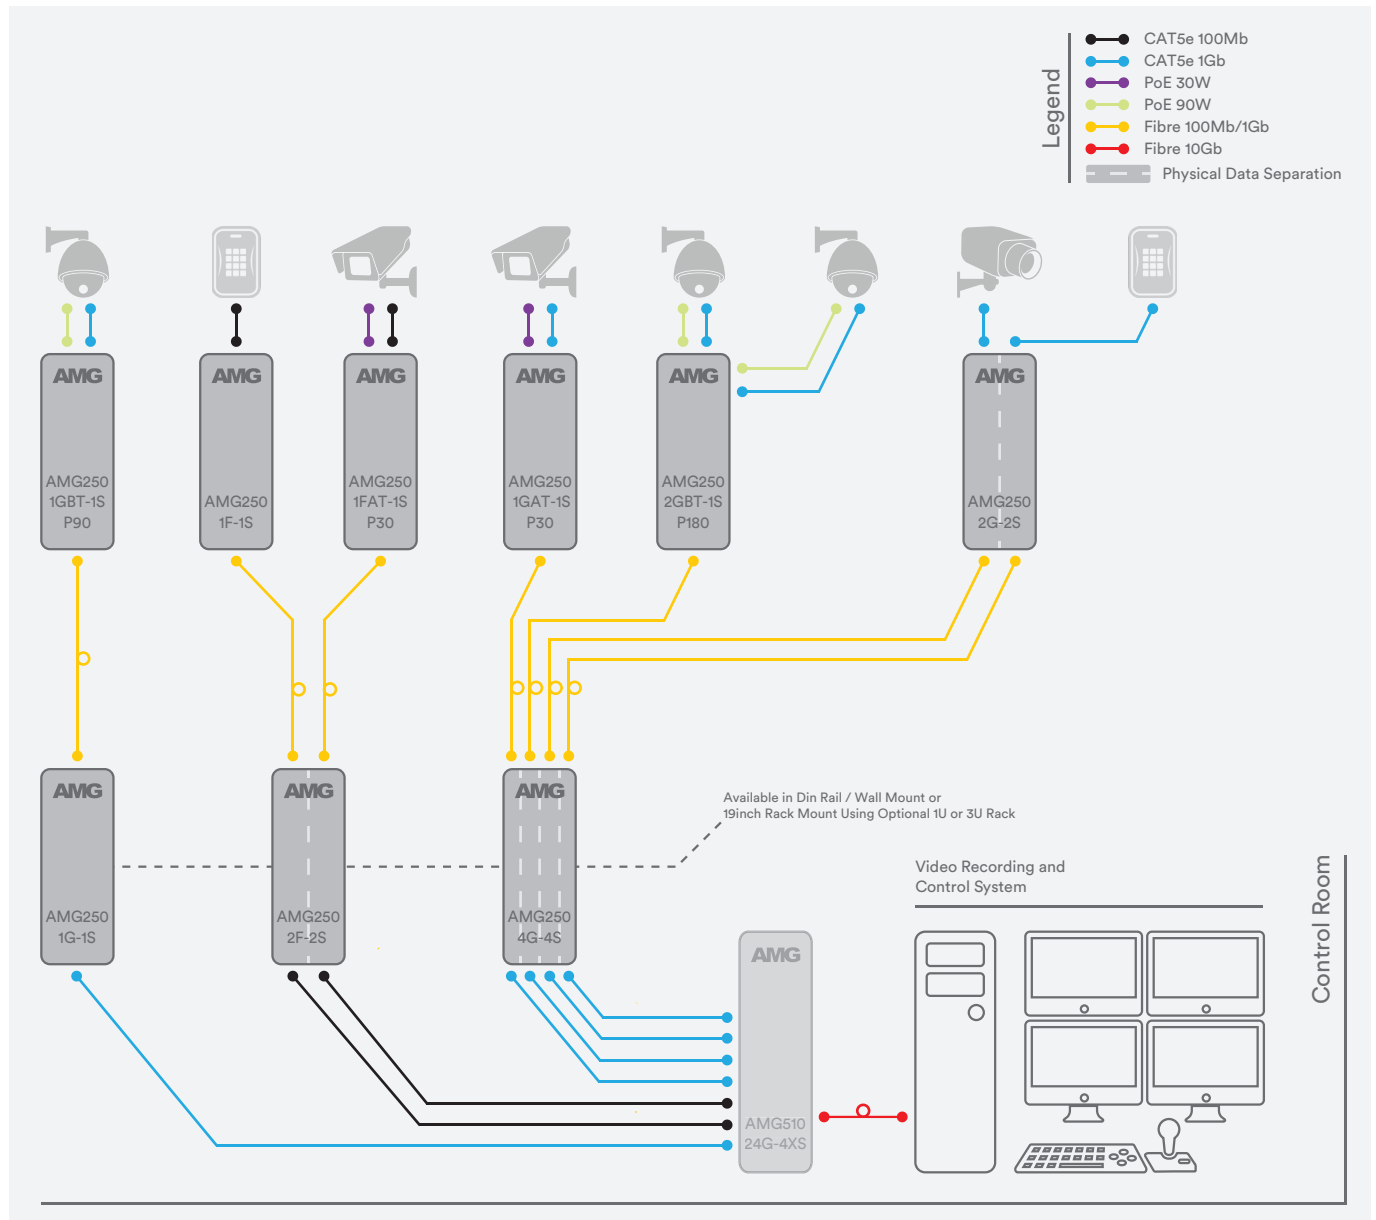 Legend
CAT5e 100Mb
CAT5e 1Gb
PoE 30W
PoE 90W
Fibre 100Mb/1Gb
Fibre 10Gb
Physical Data Separation
AMG
AMG250
1GBT-1S
P90
AMG
AMG250
1F-1S
AMG
AMG250
1FAT-1S
P30
AMG
AMG250
1GAT-1S
P30
AMG
AMG250
2GBT-1S
P180
AMG
AMG250
2G-2S
AMG
AMG250
1G-1S
AMG
AMG250
2F-2S
AMG
AMG250
4G-4S
Available in Din Rail / Wall Mount or
19inch Rack Mount Using Optional 1U or 3U Rack
AMG
AMG510
24G-4XS
Video Recording and
Control System
Control Room